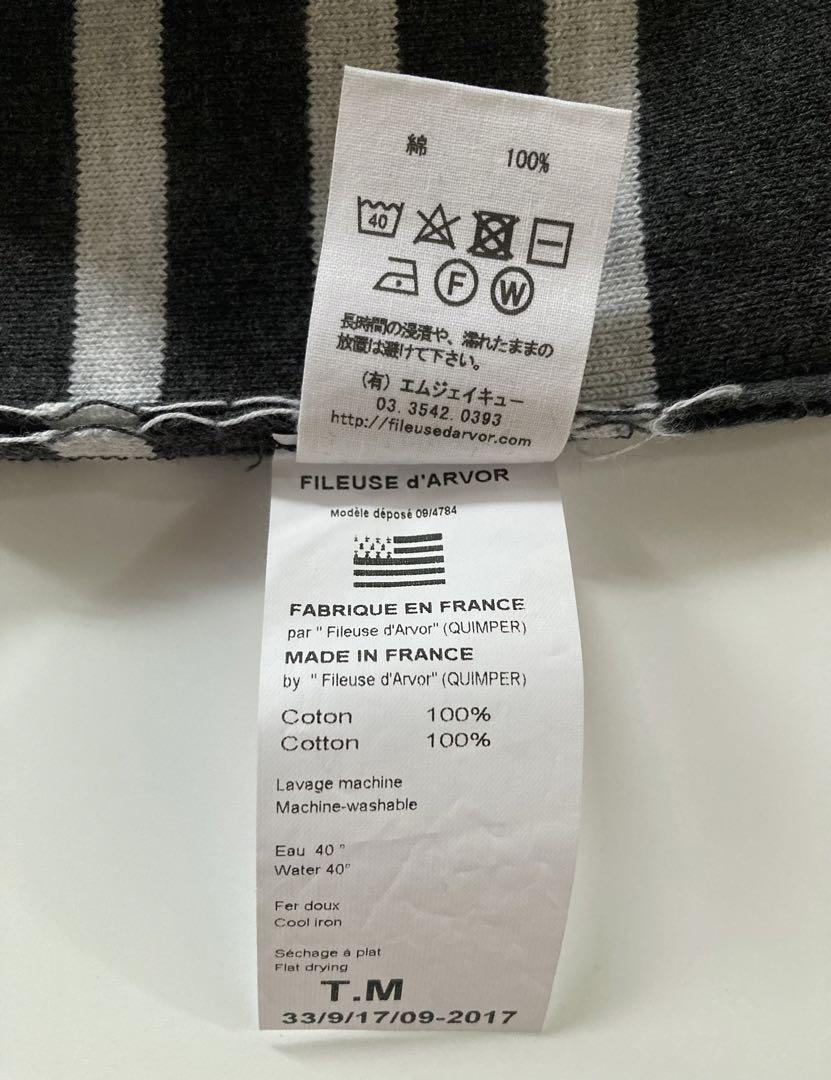 綿 100%
40
F W
長時間の浸漬や、濡れたままの
放置は避けて下さい。
(有) エムジェイキュー
03. 3542. 0393
http://fileusedarvor.com
FILEUSE d'ARVOR
Modèle déposé 09/4784
FABRIQUE EN FRANCE
par " Fileuse d'Arvor" (QUIMPER)
MADE IN FRANCE
by " Fileuse d'Arvor" (QUIMPER)
Coton 100%
Cotton 100%
Lavage machine
Machine-washable
Eau 40 °
Water 40°
Fer doux
Cool iron
Séchage à plat
Flat drying
T.M
33/9/17/09-2017